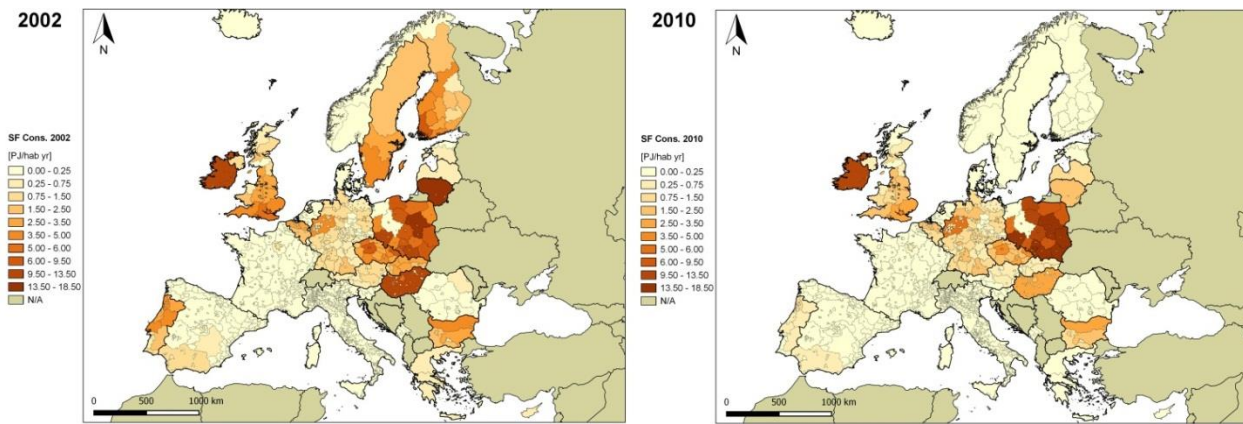 2002
N
SF Cons. 2002
[PJ/hab yr]
0.00 - 0.25
0.25 - 0.75
0.75 - 1.50
1.50 - 2.50
2.50 - 3.50
3.50 - 5.00
5.00 - 6.00
6.00 - 9.50
9.50 - 13.50
13.50 - 18.50
N/A
0 500 1000 km
2010
N
SF Cons. 2010
[PJ/hab yr]
0.00 - 0.25
0.25 - 0.75
0.75 - 1.50
1.50 - 2.50
2.50 - 3.50
3.50 - 5.00
5.00 - 6.00
6.00 - 9.50
9.50 - 13.50
13.50 - 18.50
N/A
0 500 1000 km